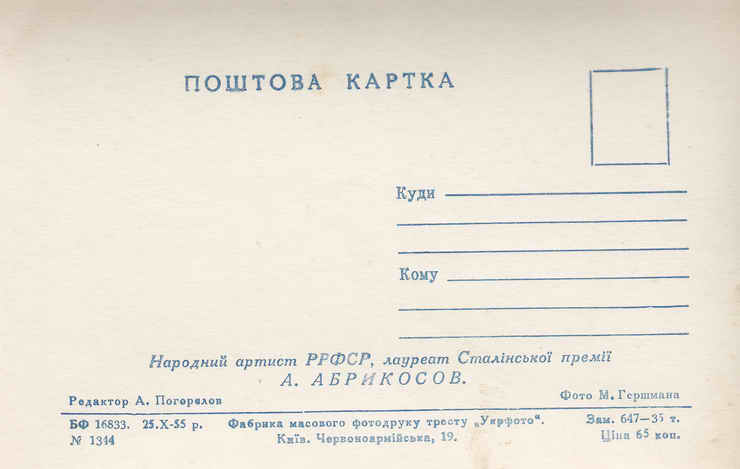 ПОШТОВА КАРТКА
Куди
Кому
Народний артист РРФСР, лауреат Сталінської премії
А. АБРИКОСОВ.
Редактор А. Погорялов
Фото М. Гершмана
БФ 16833. 25.X-55 р. Фабрика масового фотодруку тресту „Укрфото“. Зам. 647—35 т.
№ 1344 Київ. Червоноармійська, 19. Ціна 65 коп.